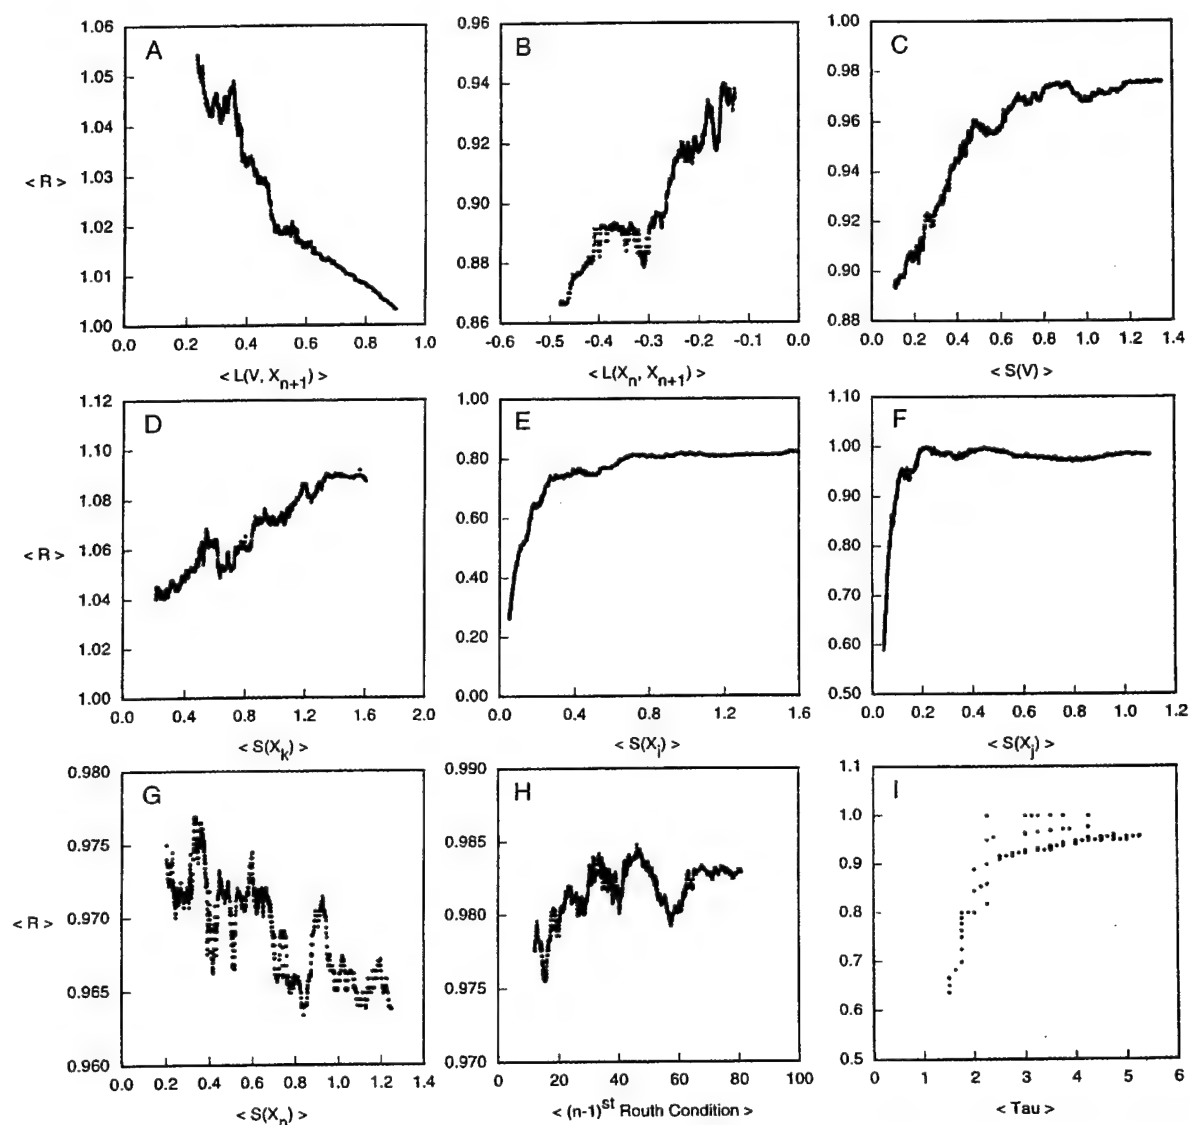 A
1.06
1.05
1.04
< R >
1.03
1.02
1.01
1.00
0.0 0.2 0.4 0.6 0.8 1.0
< L(V, Xn+1) >
B
0.96
0.94
0.92
0.90
0.88
0.86
-0.6 -0.5 -0.4 -0.3 -0.2 -0.1 0.0
< L(Xn, Xn+1) >
C
1.00
0.98
0.96
0.94
0.92
0.90
0.88
0.0 0.2 0.4 0.6 0.8 1.0 1.2 1.4
< S(V) >
D
1.12
1.10
1.08
< R >
1.06
1.04
1.02
1.00
0.0 0.4 0.8 1.2 1.6 2.0
< S(Xk) >
E
1.00
0.80
0.60
0.40
0.20
0.00
0.0 0.4 0.8 1.2 1.6
< S(Xi) >
F
1.10
1.00
0.90
0.80
0.70
0.60
0.50
0.0 0.2 0.4 0.6 0.8 1.0 1.2
< S(Xj) >
G
0.980
0.975
< R >
0.970
0.965
0.960
0.0 0.2 0.4 0.6 0.8 1.0 1.2 1.4
< S(Xn) >
H
0.990
0.985
0.980
0.975
0.970
0 -20 -40 -60 -80 100
< (n-1)st Routh Condition >
I
1.1
1.0
0.9
0.8
0.7
0.6
0.5
0 1 2 3 4 5 6
< Tau >